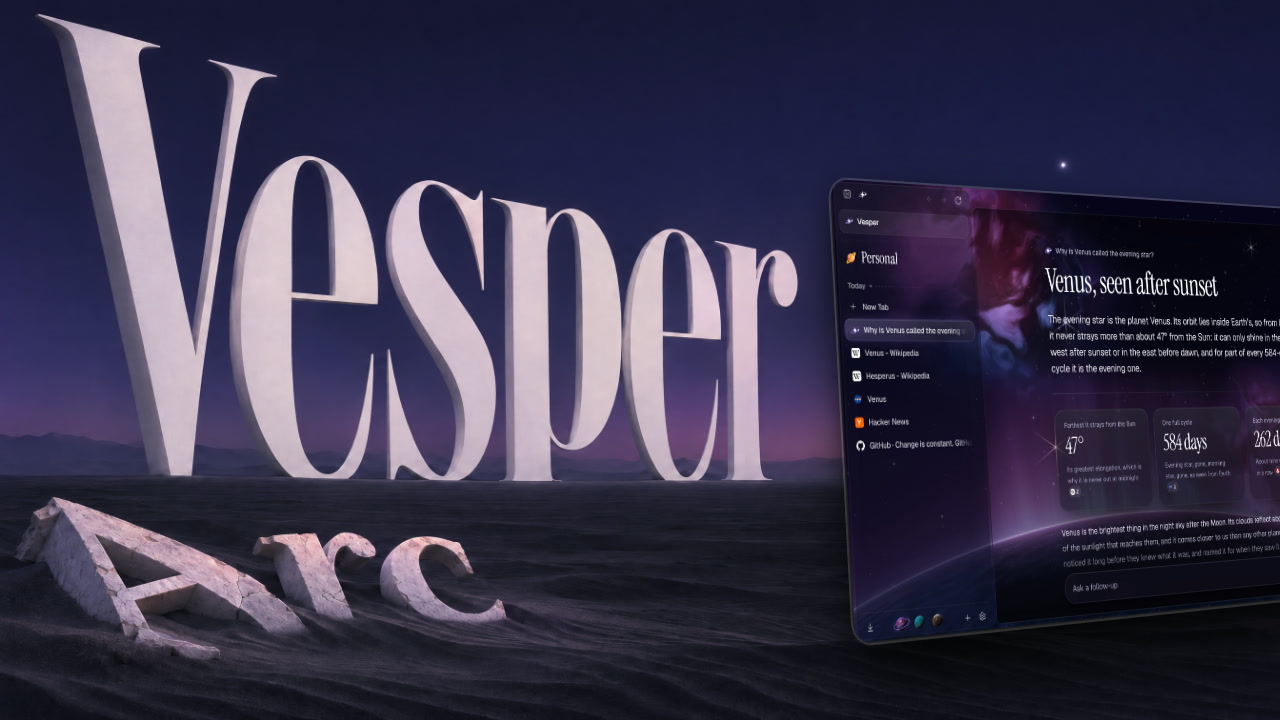 Vesper
Arc
Vesper
Personal
Today
New Tab
Why is Venus called the evening
Venus - Wikipedia
Hesperus - Wikipedia
Venus
Hacker News
GitHub · Change is constant. GitHu
Why is Venus called the evening star?
Venus, seen after sunset
The evening star is the planet Venus. Its orbit lies inside Earth's, so from
it never strays more than about 47° from the Sun: it can only shine in the
west after sunset or in the east before dawn, and for part of every 584-
cycle it is the evening one.
Farthest it strays from the Sun
47°
Its greatest elongation, which is
why it is never out at midnight
One full cycle
584 days
Evening star, gone, morning
star, gone, as seen from Earth
Each evening
262 d
About
in a row
Venus is the brightest thing in the night sky after the Moon. Its clouds reflect
of the sunlight that reaches them, and it comes closer to us than any other plane
noticed it long before they knew what it was, and named it for when they saw
Ask a follow-up